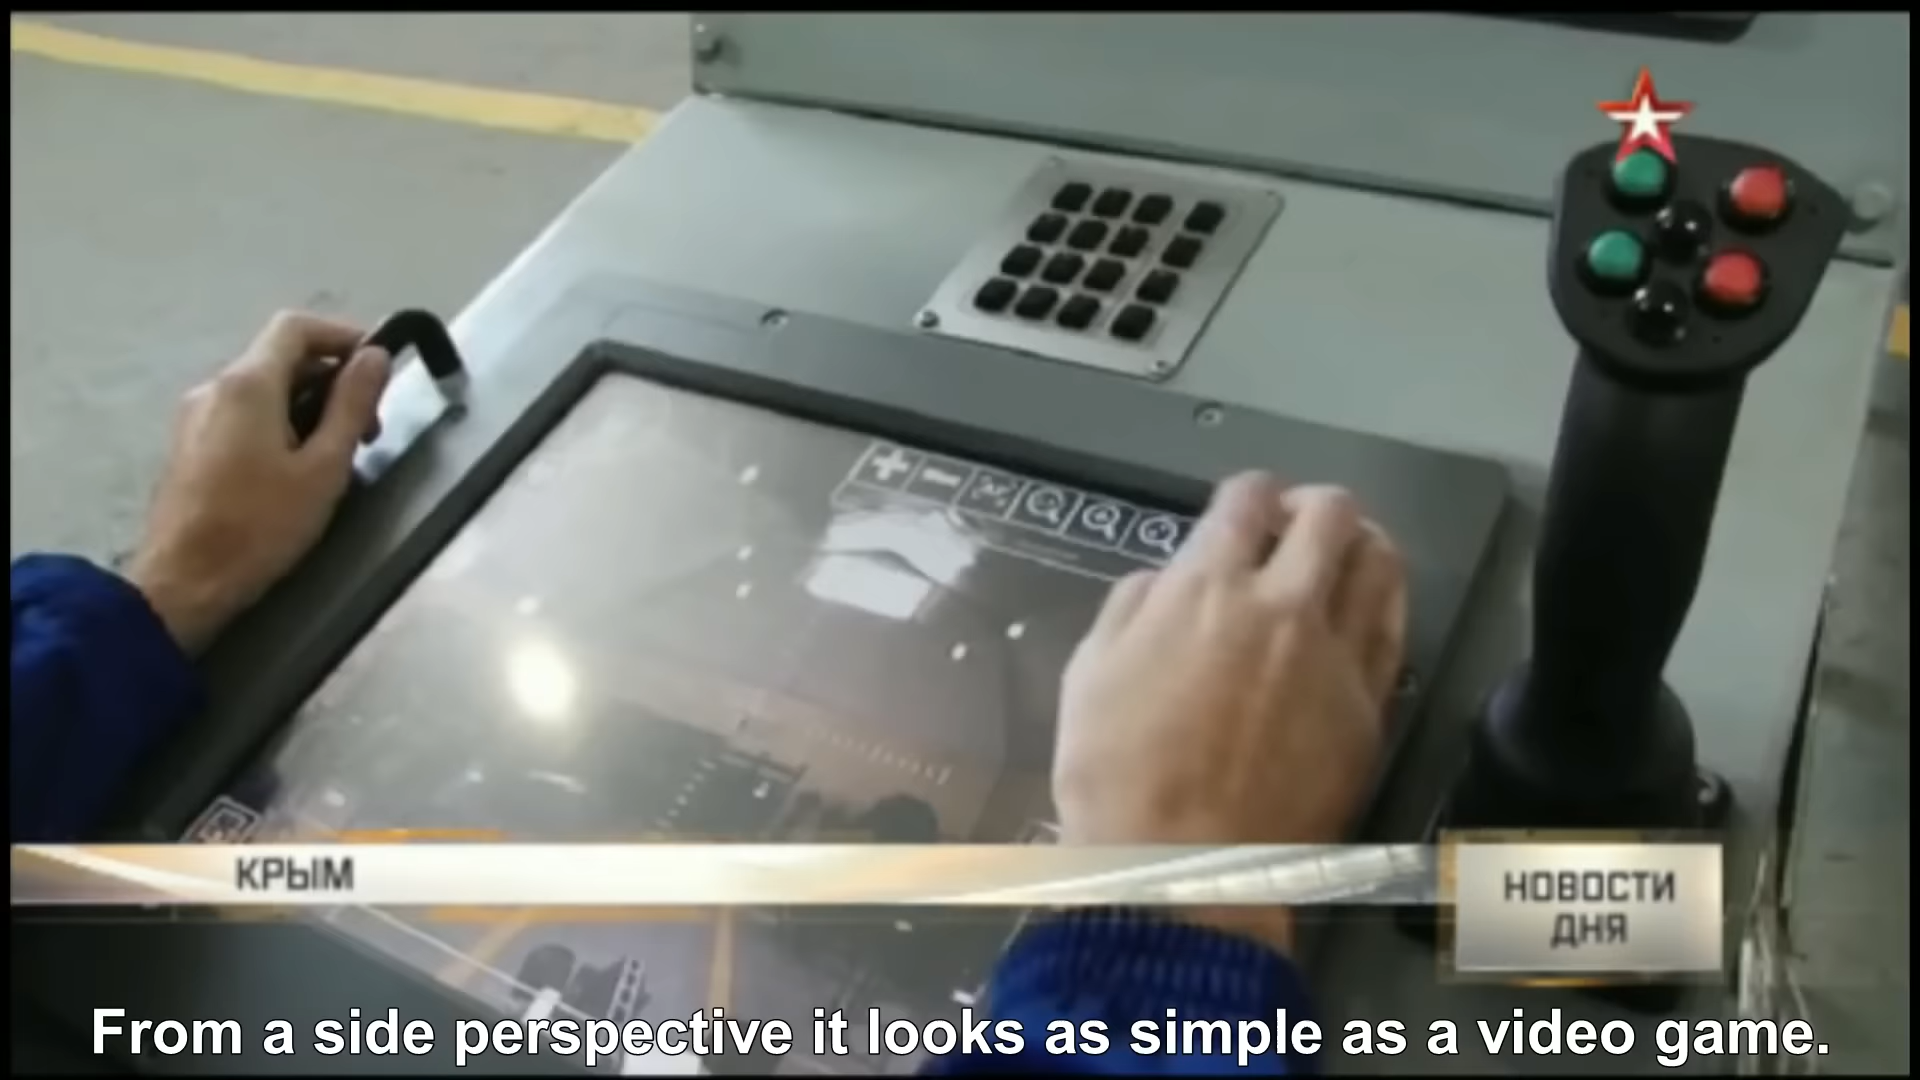 КРЫМ
НОВОСТИ
ДНЯ
From a side perspective it looks as simple as a video game.